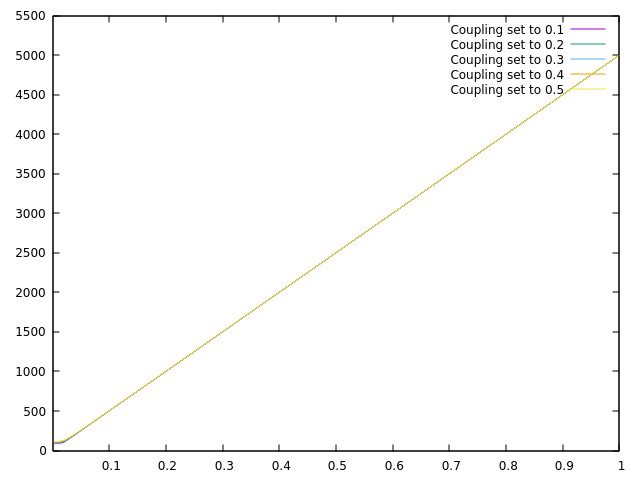 5500
5000
4500
4000
3500
3000
2500
2000
1500
1000
500
0
Coupling set to 0.1
Coupling set to 0.2
Coupling set to 0.3
Coupling set to 0.4
Coupling set to 0.5
0.1 0.2 0.3 0.4 0.5 0.6 0.7 0.8 0.9 1